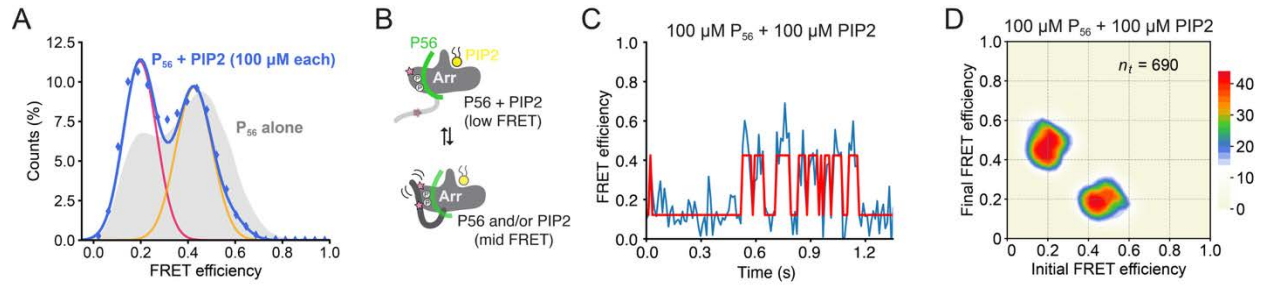 A
12.5
10.0
7.5
5.0
2.5
0.0
Counts (%)
P₅₆ + PIP2 (100 µM each)
P₅₆ alone
0.0 0.2 0.4 0.6 0.8 1.0
FRET efficiency
B
P56
PIP2
Arr
P
P
P56 + PIP2
(low FRET)
Arr
P
P
P56 and/or PIP2
(mid FRET)
C
100 µM P₅₆ + 100 µM PIP2
1.0
0.8
0.6
0.4
0.2
0.0
FRET efficiency
0.0 0.3 0.6 0.9 1.2
Time (s)
D
100 µM P₅₆ + 100 µM PIP2
1.0
0.8
0.6
0.4
0.2
0
Final FRET efficiency
nₜ = 690
0 0.2 0.4 0.6 0.8 1.0
Initial FRET efficiency
40
30
20
10
0